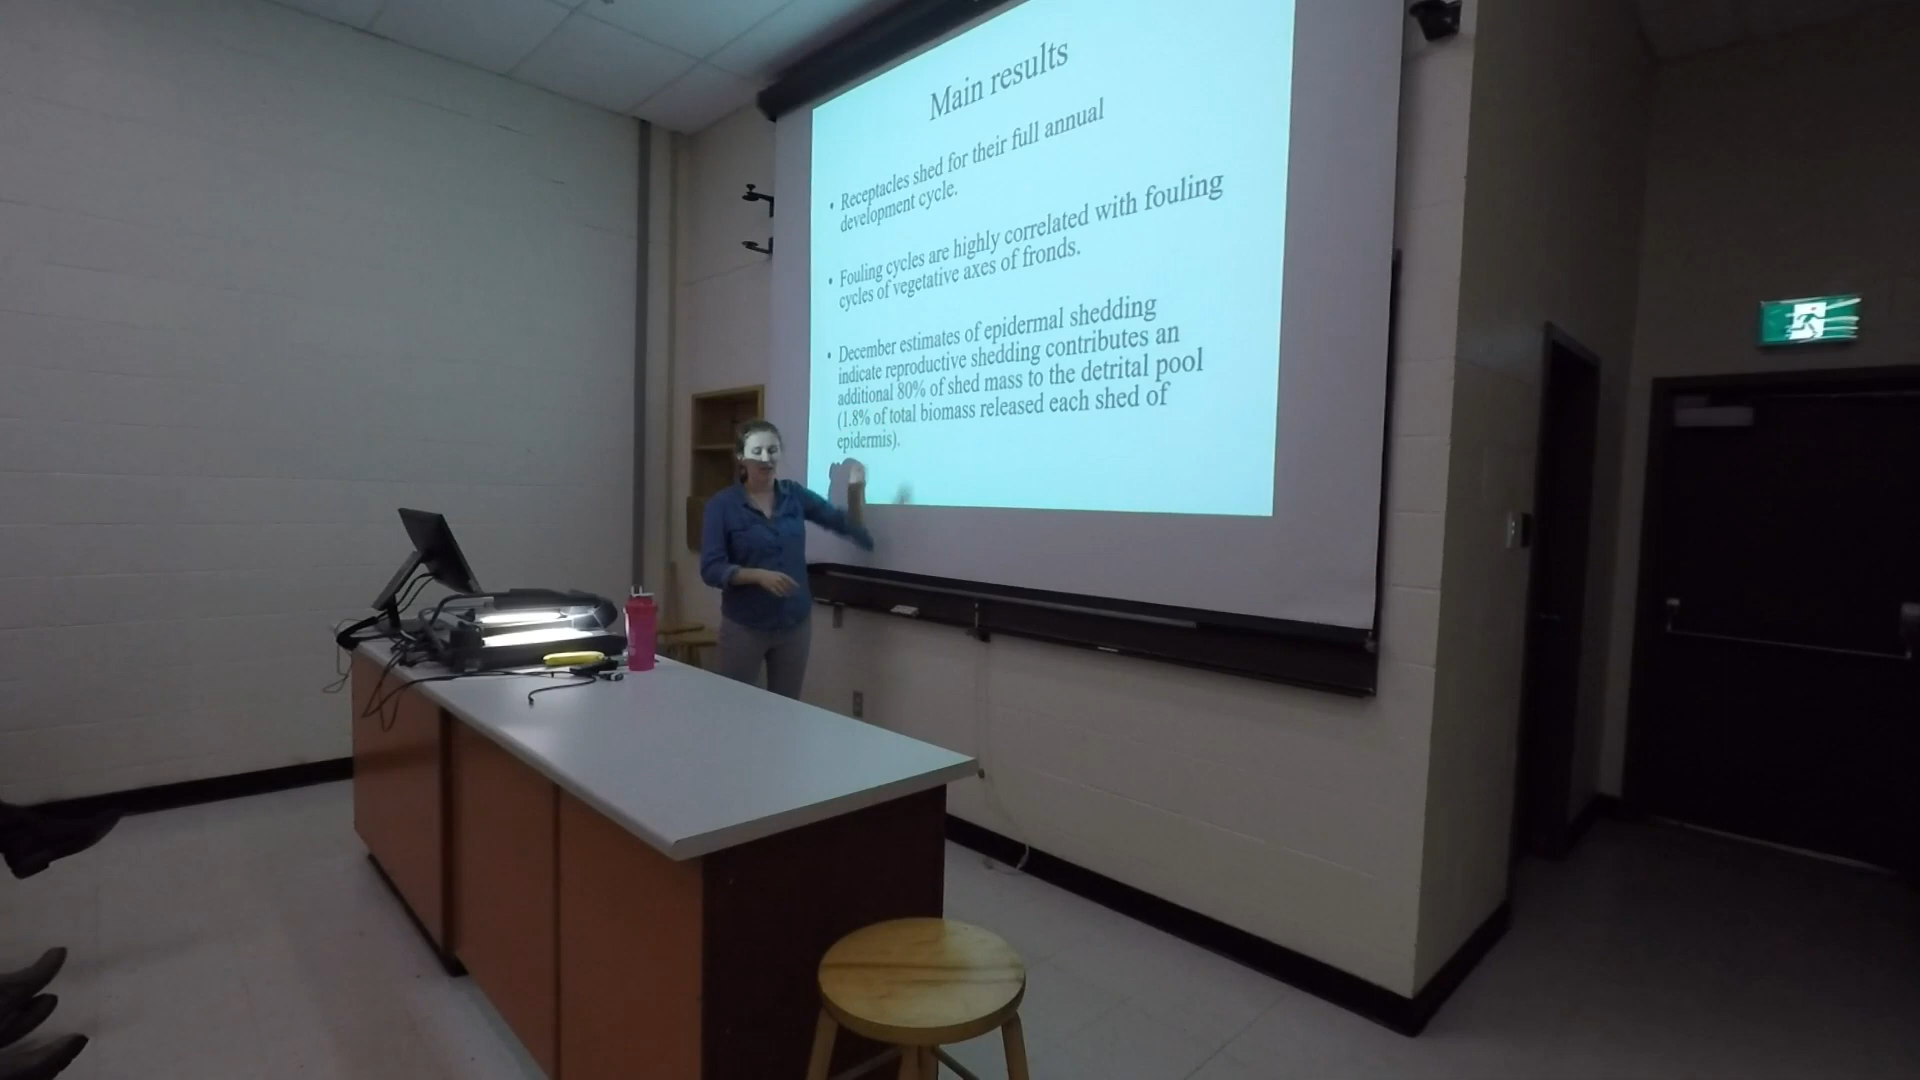 Main results
• Receptacles shed for their full annual
development cycle.
• Fouling cycles are highly correlated with fouling
cycles of vegetative axes of fronds.
• December estimates of epidermal shedding
indicate reproductive shedding contributes an
additional 80% of shed mass to the detrital pool
(1.8% of total biomass released each shed of
epidermis).